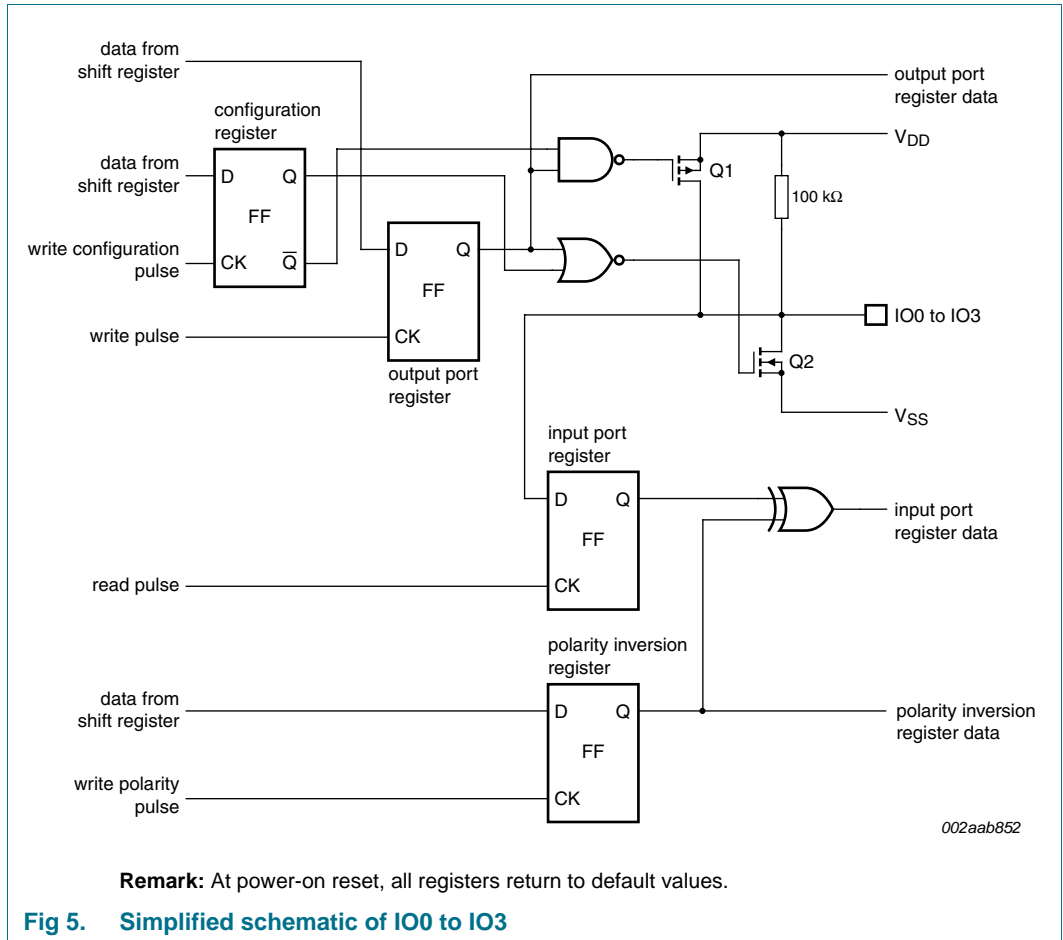 data from
shift register
output port
register data
configuration
register
V_DD
data from
shift register
D
Q
Q1
100 kΩ
FF
write configuration
pulse
CK
Q̅
D
Q
FF
IO0 to IO3
write pulse
CK
Q2
output port
register
V_SS
input port
register
D
Q
input port
register data
FF
read pulse
CK
polarity inversion
register
data from
shift register
D
Q
polarity inversion
register data
FF
write polarity
pulse
CK
002aab852
Remark: At power-on reset, all registers return to default values.
Fig 5. Simplified schematic of IO0 to IO3